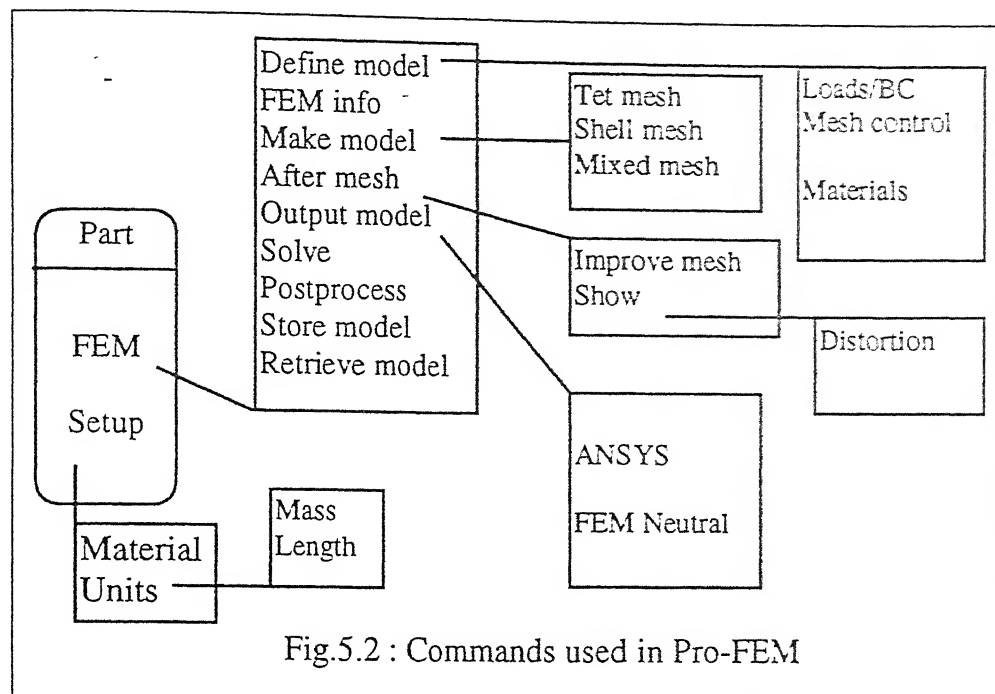 Part
FEM
Setup
Material
Units
Mass
Length
Define model
FEM info
Make model
After mesh
Output model
Solve
Postprocess
Store model
Retrieve model
Tet mesh
Shell mesh
Mixed mesh
Improve mesh
Show
ANSYS
FEM Neutral
Loads/BC
Mesh control
Materials
Distortion
Fig.5.2 : Commands used in Pro-FEM